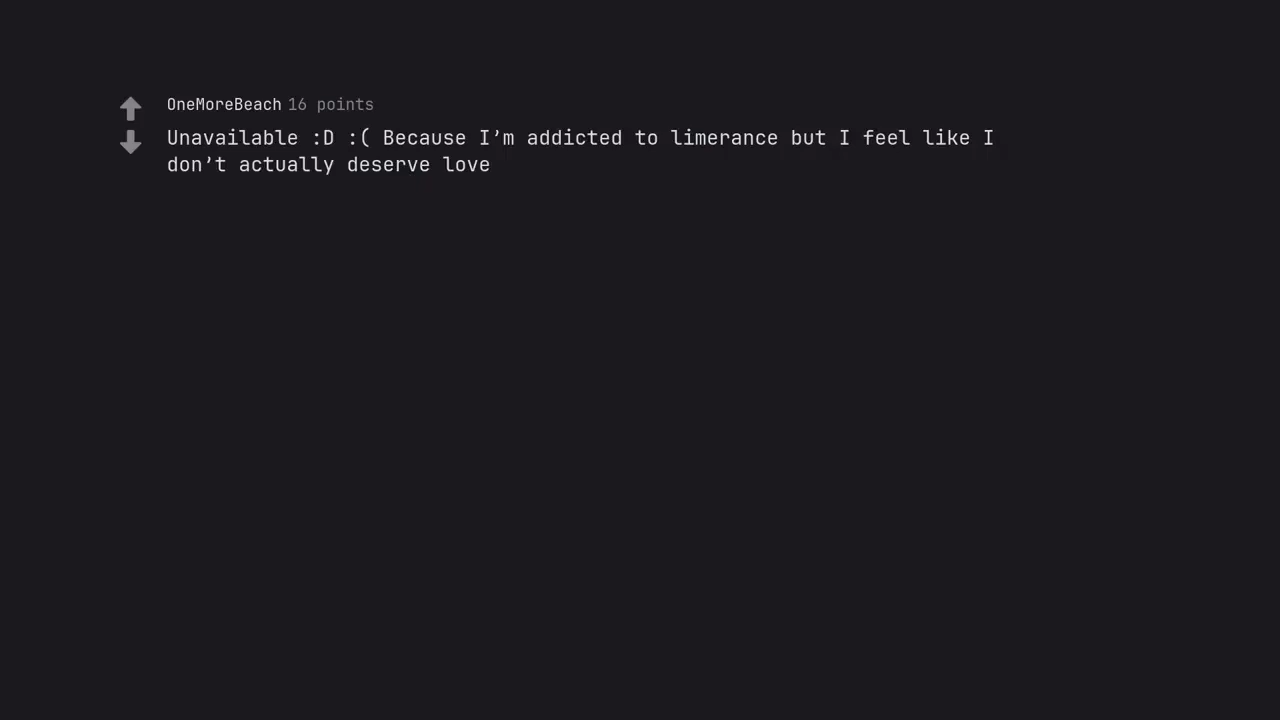 OneMoreBeach 16 points
Unavailable :D :( Because I’m addicted to limerance but I feel like I
don’t actually deserve love